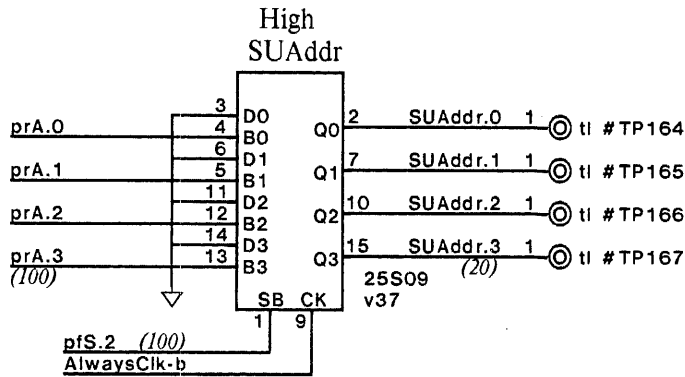 High
SUAddr
3 D0
prA.0 4 B0 Q0 2 SUAddr.0 1 tl #TP164
6 D1
prA.1 5 B1 Q1 7 SUAddr.1 1 tl #TP165
11 D2
prA.2 12 B2 Q2 10 SUAddr.2 1 tl #TP166
14 D3
prA.3 13 B3 Q3 15 SUAddr.3 1 tl #TP167
(100) (20)
25S09
SB CK v37
1 9
pfS.2 (100)
AlwaysClk-b